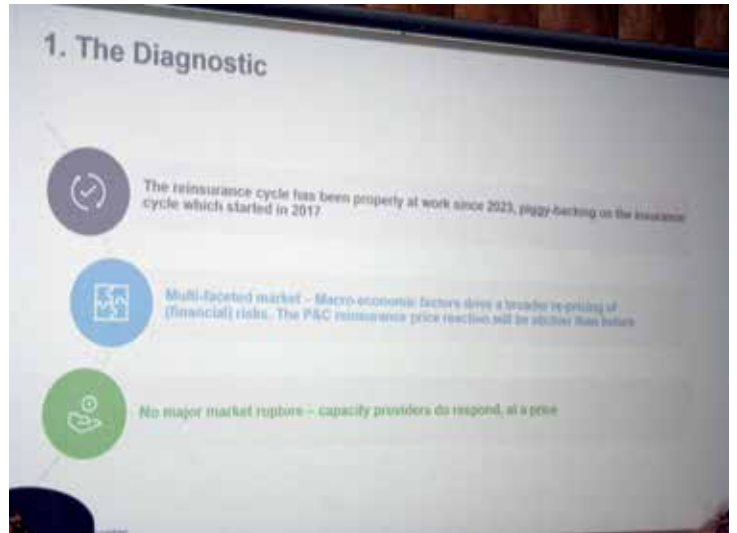 1. The Diagnostic
The reinsurance cycle has been properly at work since 2023, piggy-backing on the insurance
cycle which started in 2017
Multi-faceted market – Macro-economic factors drive a broader re-pricing of
(financial) risks. The P&C reinsurance price reaction will be stickier than before
No major market rupture – capacity providers do respond, at a price